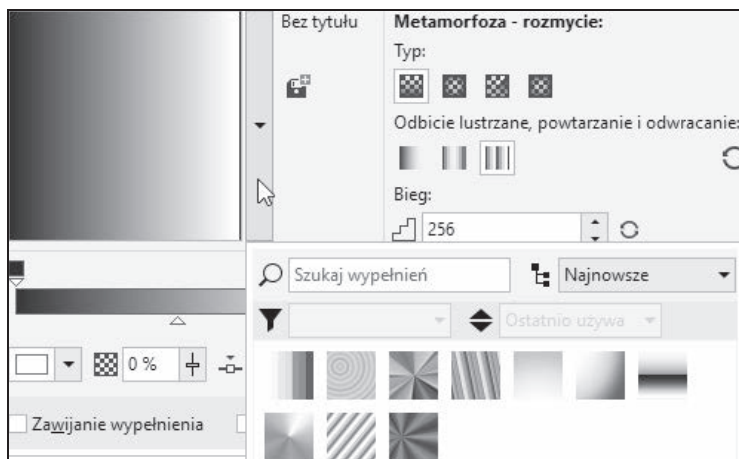 Bez tytułu
Metamorfoza - rozmycie:
Typ:
Odbicie lustrzane, powtarzanie i odwracanie:
Bieg:
256
Szukaj wypełnień
Najnowsze
Ostatnio używa
0 %
Zawijanie wypełnienia